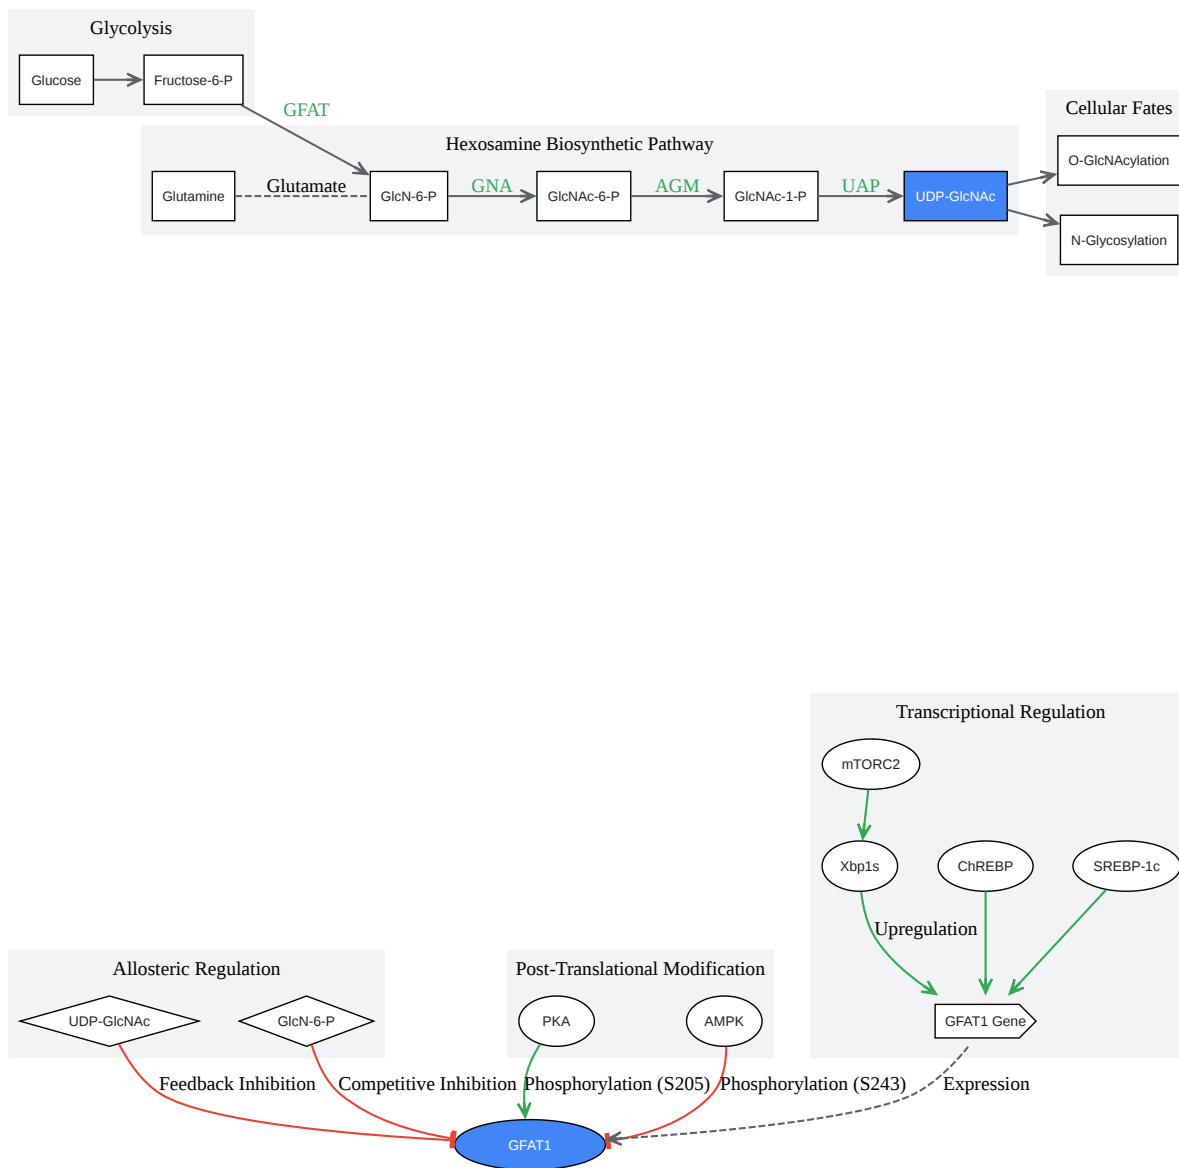 Glycolysis
Glucose
Fructose-6-P
GFAT
Hexosamine Biosynthetic Pathway
Glutamine
Glutamate
GlcN-6-P
GNA
GlcNAc-6-P
AGM
GlcNAc-1-P
UAP
UDP-GlcNAc
Cellular Fates
O-GlcNAcylation
N-Glycosylation
Transcriptional Regulation
mTORC2
Xbp1s
ChREBP
SREBP-1c
Upregulation
GFAT1 Gene
Allosteric Regulation
UDP-GlcNAc
GlcN-6-P
Post-Translational Modification
PKA
AMPK
Feedback Inhibition
Competitive Inhibition
Phosphorylation (S205)
Phosphorylation (S243)
Expression
GFAT1